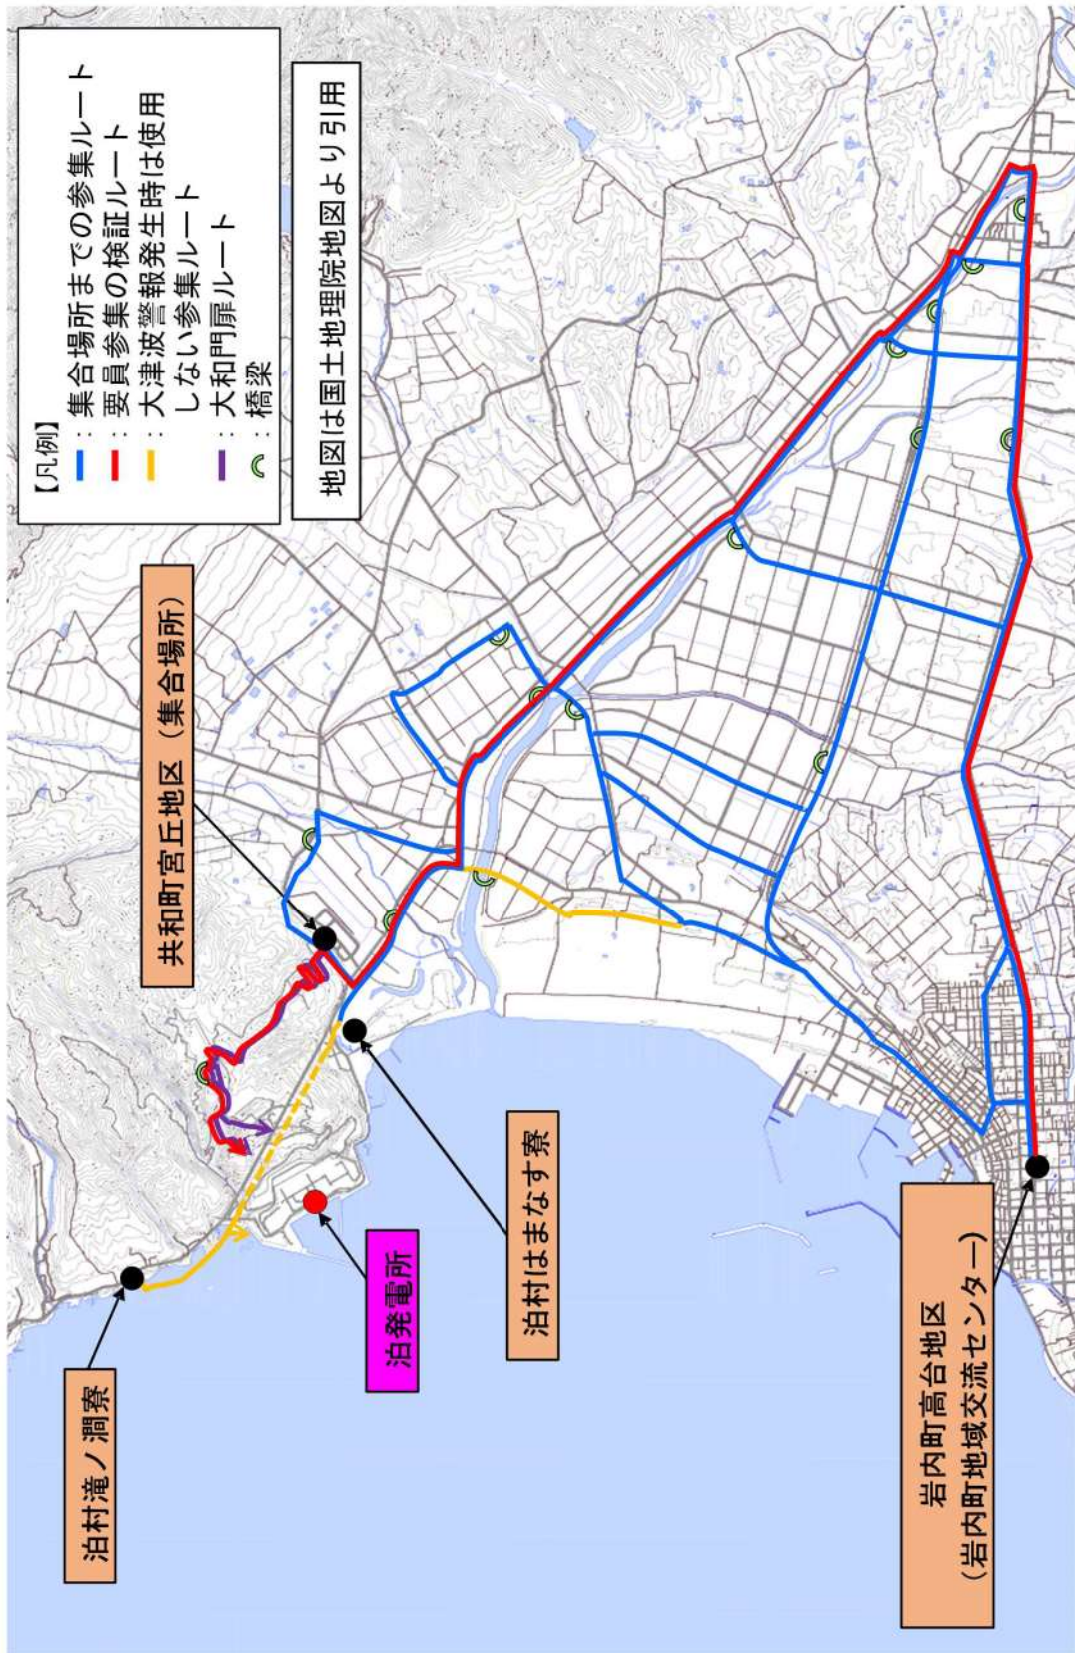 【凡例】
：集合場所までの参集ルート
：要員参集の検証ルート
：大津波警報発生時は使用
しない参集ルート
：大和門扉ルート
：橋梁
地図は国土地理院地図より引用
共和町宮丘地区（集合場所）
泊村滝ノ澗寮
泊発電所
泊村はまなす寮
岩内町高台地区
（岩内町地域交流センター）